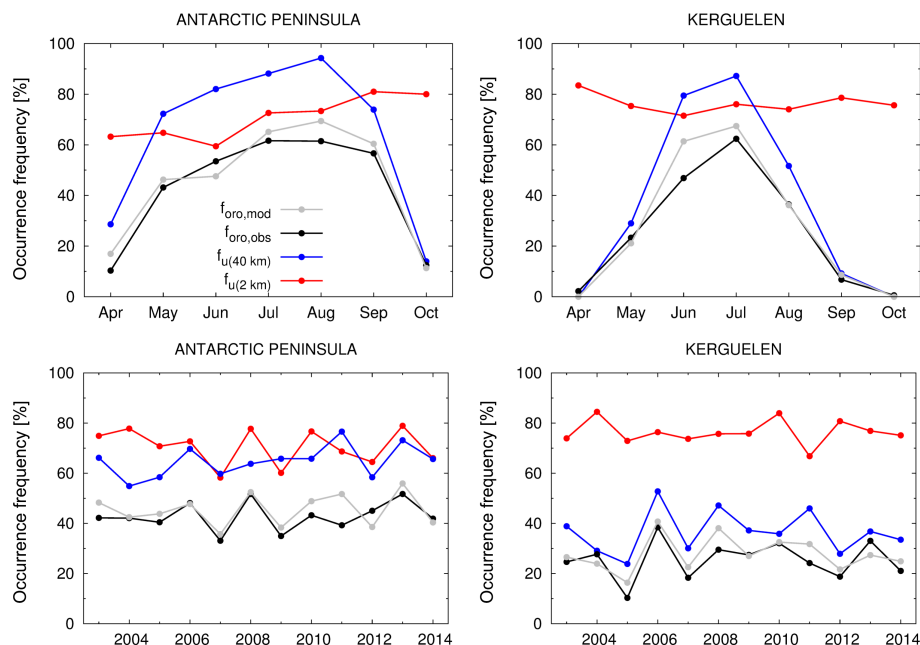 ANTARCTIC PENINSULA
Occurrence frequency [%]
100
80
60
40
20
0
Apr May Jun Jul Aug Sep Oct
f_oro,mod
f_oro,obs
f_u(40 km)
f_u(2 km)
KERGUELEN
Occurrence frequency [%]
100
80
60
40
20
0
Apr May Jun Jul Aug Sep Oct
ANTARCTIC PENINSULA
Occurrence frequency [%]
100
80
60
40
20
0
2004 2006 2008 2010 2012 2014
KERGUELEN
Occurrence frequency [%]
100
80
60
40
20
0
2004 2006 2008 2010 2012 2014